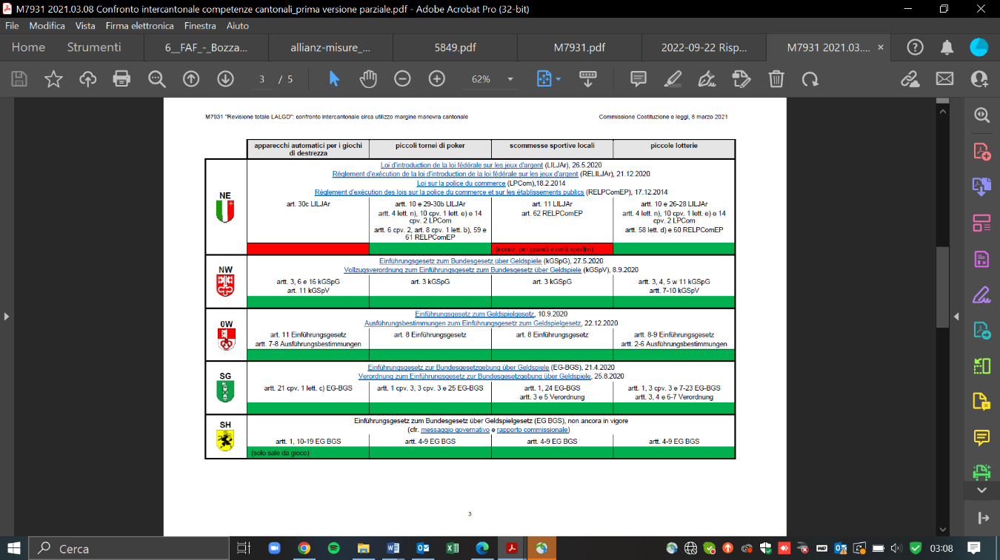 M7931 2021.03.08 Confronto intercantonale competenze cantonali_prima versione parziale.pdf - Adobe Acrobat Pro (32-bit)
File Modifica Vista Firma elettronica Finestra Aiuto
Home Strumenti 6__FAF_-_Bozza... allianz-misure_... 5849.pdf M7931.pdf 2022-09-22 Risp... M7931 2021.03....
3 / 5 62%
M7931 "Revisione totale LALGD": confronto intercantonale circa utilizzo margine manovra cantonale Commissione Costituzione e leggi, 8 marzo 2021
apparecchi automatici per i giochi di destrezza piccoli tornei di poker scommesse sportive locali piccole lotterie
NE
Loi d'introduction de la loi fédérale sur les jeux d'argent (LILJAr), 26.5.2020
Règlement d'exécution de la loi d'introduction de la loi fédérale sur les jeux d'argent (RELILJAr), 21.12.2020
Loi sur la police du commerce (LPCom),18.2.2014
Règlement d'exécution des lois sur la police du commerce et sur les établissements publics (RELPComEP), 17.12.2014
art. 30c LILJAr
artt. 10 e 29-30b LILJAr
artt. 4 lett. n), 10 cpv. 1 lett. e) e 14
cpv. 2 LPCom
artt. 6 cpv. 2, art. 8 cpv. 1 lett. b), 59 e
61 RELPComEP
art. 11 LILJAr
art. 62 RELPComEP
artt. 10 e 26-28 LILJAr
artt. 4 lett. n), 10 cpv. 1 lett. e) e 14
cpv. 2 LPCom
artt. 58 lett. d) e 60 RELPComEP
(eccez. per grandi eventi sportivi)
NW
Einführungsgesetz zum Bundesgesetz über Geldspiele (kGSpG), 27.5.2020
Vollzugsverordnung zum Einführungsgesetz zum Bundesgesetz über Geldspiele (kGSpV), 8.9.2020
artt. 3, 6 e 16 kGSpG
art. 11 kGSpV
art. 3 kGSpG
art. 3 kGSpG
artt. 3, 4, 5 w 11 kGSpG
artt. 7-10 kGSpV
0W
Einführungsgesetz zum Geldspielgesetz, 10.9.2020
Ausführungsbestimmungen zum Einführungsgesetz zum Geldspielgesetz, 22.12.2020
art. 11 Einführungsgesetz
artt. 7-8 Ausführungsbestimmungen
art. 8 Einführungsgesetz
art. 8 Einführungsgesetz
artt. 8-9 Einführungsgesetz
artt. 2-6 Ausführungsbestimmungen
SG
Einführungsgesetz zur Bundesgesetzgebung über Geldspiele (EG-BGS), 21.4.2020
Verordnung zum Einführungsgesetz zur Bundesgesetzgebung über Geldspiele, 25.8.2020
artt. 21 cpv. 1 lett. c) EG-BGS
artt. 1 cpv. 3, 3 cpv. 3 e 25 EG-BGS
artt. 1, 24 EG-BGS
artt. 3 e 5 Verordnung
artt. 1, 3 cpv. 3 e 7-23 EG-BGS
artt. 3, 4 e 6-7 Verordnung
SH
Einführungsgesetz zum Bundesgesetz über Geldspielgesetz (EG BGS), non ancora in vigore
(cfr. messaggio governativo e rapporto commissionale)
artt. 1, 10-19 EG BGS artt. 4-9 EG BGS artt. 4-9 EG BGS artt. 4-9 EG BGS
(solo sale da gioco)
3
Cerca 03:08